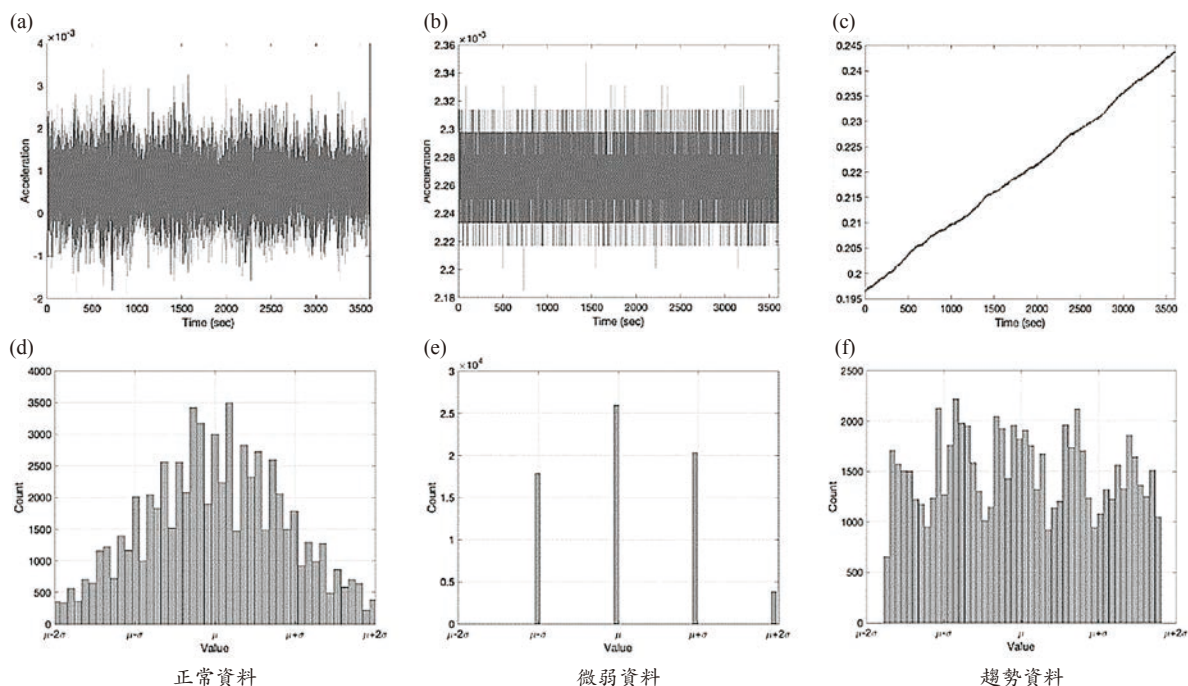 (a)
×10⁻³
4
3
2
1
0
-1
-2
Acceleration
0 500 1000 1500 2000 2500 3000 3500
Time (sec)
(b)
×10⁻³
2.36
2.34
2.32
2.3
2.28
2.26
2.24
2.22
2.2
2.18
Acceleration
0 500 1000 1500 2000 2500 3000 3500
Time (sec)
(c)
0.245
0.24
0.235
0.23
0.225
0.22
0.215
0.21
0.205
0.2
0.195
0 500 1000 1500 2000 2500 3000 3500
Time (sec)
(d)
4000
3500
3000
2500
2000
1500
1000
500
0
Count
μ-2σ μ-σ μ μ+σ μ+2σ
Value
正常資料
(e)
×10⁴
3
2.5
2
1.5
1
0.5
0
Count
μ-2σ μ-σ μ μ+σ μ+2σ
Value
微弱資料
(f)
2500
2000
1500
1000
500
0
Count
μ-2σ μ-σ μ μ+σ μ+2σ
Value
趨勢資料